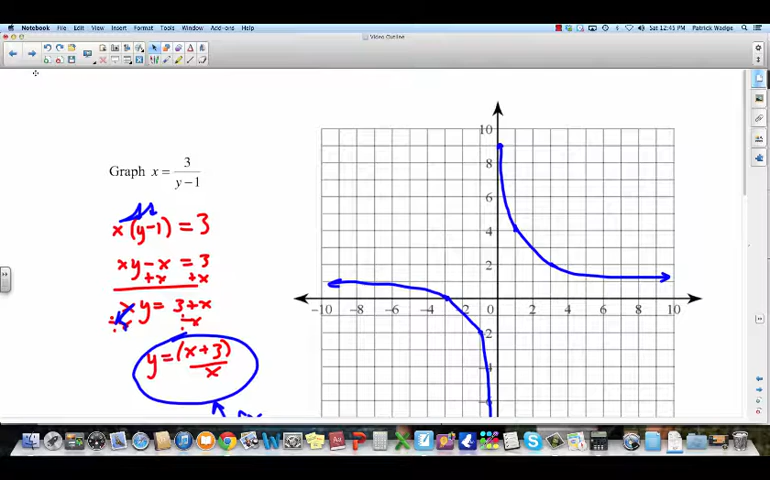 Notebook File Edit View Insert Format Tools Window Add-ons Help Sat 12:41 PM Patrick Wadge
Video Outline
Graph x = 3/(y−1)
x(y−1) = 3
xy − x = 3
+x +x
xy = 3+x
÷x ÷x
y = (x+3)/x
10
8
6
4
2
−10 −8 −6 −4 −2 0 2 4 6 8 10
−2
−4
−6